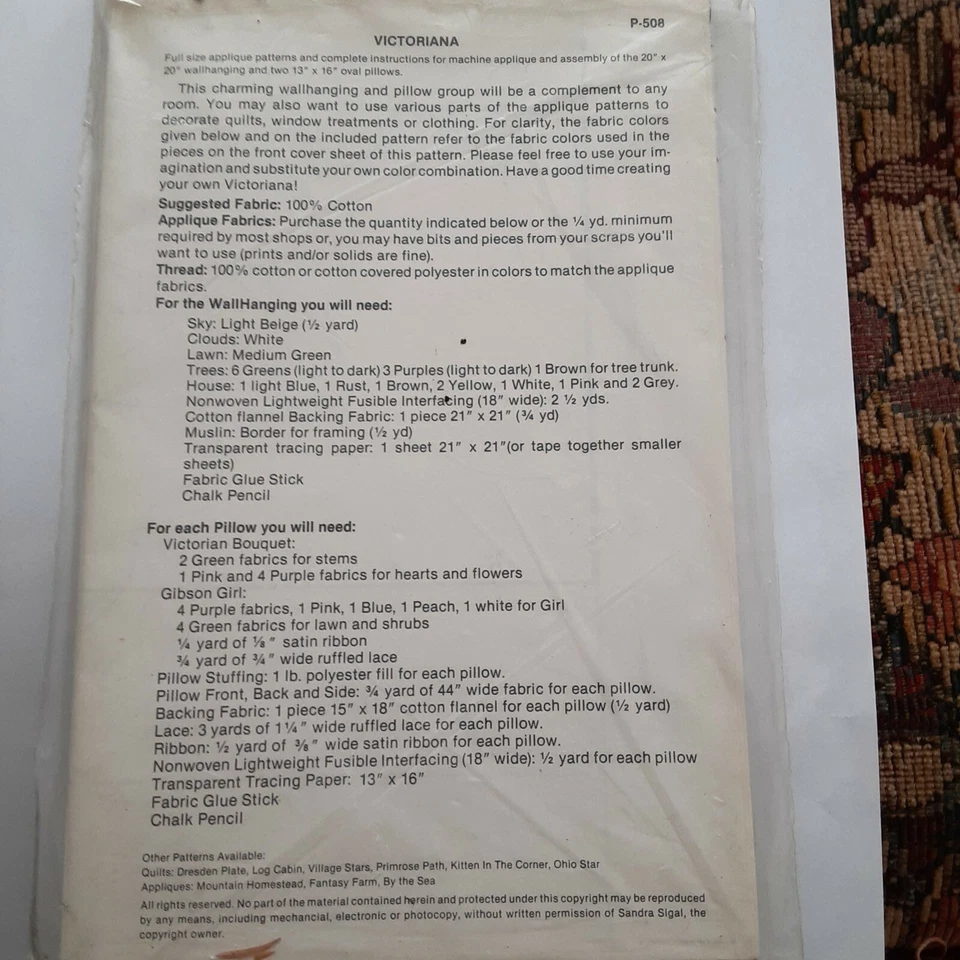 P-508
VICTORIANA
Full size applique patterns and complete instructions for machine applique and assembly of the 20" x
20" wallhanging and two 13" x 16" oval pillows.
This charming wallhanging and pillow group will be a complement to any
room. You may also want to use various parts of the applique patterns to
decorate quilts, window treatments or clothing. For clarity, the fabric colors
given below and on the included pattern refer to the fabric colors used in the
pieces on the front cover sheet of this pattern. Please feel free to use your im-
agination and substitute your own color combination. Have a good time creating
your own Victoriana!
Suggested Fabric: 100% Cotton
Applique Fabrics: Purchase the quantity indicated below or the ¼ yd. minimum
required by most shops or, you may have bits and pieces from your scraps you'll
want to use (prints and/or solids are fine).
Thread: 100% cotton or cotton covered polyester in colors to match the applique
fabrics.
For the WallHanging you will need:
Sky: Light Beige (½ yard)
Clouds: White
Lawn: Medium Green
Trees: 6 Greens (light to dark) 3 Purples (light to dark) 1 Brown for tree trunk.
House: 1 light Blue, 1 Rust, 1 Brown, 2 Yellow, 1 White, 1 Pink and 2 Grey.
Nonwoven Lightweight Fusible Interfacing (18" wide): 2 ½ yds.
Cotton flannel Backing Fabric: 1 piece 21" x 21" (¾ yd)
Muslin: Border for framing (½ yd)
Transparent tracing paper: 1 sheet 21" x 21"(or tape together smaller
sheets)
Fabric Glue Stick
Chalk Pencil
For each Pillow you will need:
Victorian Bouquet:
2 Green fabrics for stems
1 Pink and 4 Purple fabrics for hearts and flowers
Gibson Girl:
4 Purple fabrics, 1 Pink, 1 Blue, 1 Peach, 1 white for Girl
4 Green fabrics for lawn and shrubs
¼ yard of ⅛" satin ribbon
¾ yard of ¾" wide ruffled lace
Pillow Stuffing: 1 lb. polyester fill for each pillow.
Pillow Front, Back and Side: ¾ yard of 44" wide fabric for each pillow.
Backing Fabric: 1 piece 15" x 18" cotton flannel for each pillow (½ yard)
Lace: 3 yards of 1¼" wide ruffled lace for each pillow.
Ribbon: ½ yard of ⅜" wide satin ribbon for each pillow.
Nonwoven Lightweight Fusible Interfacing (18" wide): ½ yard for each pillow
Transparent Tracing Paper: 13" x 16"
Fabric Glue Stick
Chalk Pencil
Other Patterns Available:
Quilts: Dresden Plate, Log Cabin, Village Stars, Primrose Path, Kitten In The Corner, Ohio Star
Appliques: Mountain Homestead, Fantasy Farm, By the Sea
All rights reserved. No part of the material contained herein and protected under this copyright may be reproduced
by any means, including mechancial, electronic or photocopy, without written permission of Sandra Sigal, the
copyright owner.